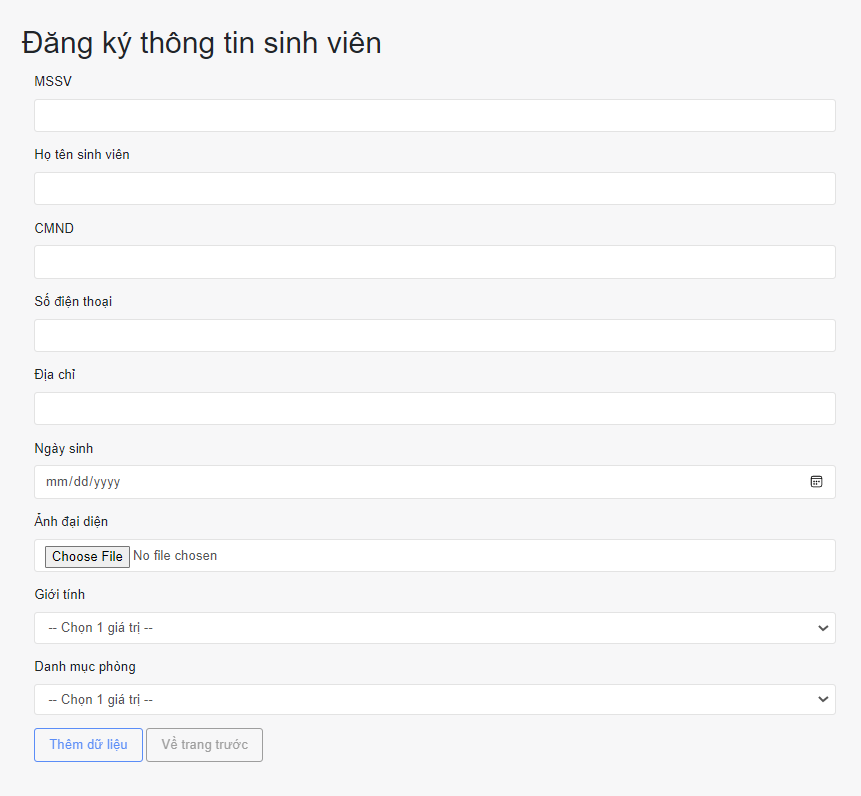 Đăng ký thông tin sinh viên
MSSV
Họ tên sinh viên
CMND
Số điện thoại
Địa chỉ
Ngày sinh
mm/dd/yyyy
Ảnh đại diện
Choose File No file chosen
Giới tính
-- Chọn 1 giá trị --
Danh mục phòng
-- Chọn 1 giá trị --
Thêm dữ liệu Về trang trước